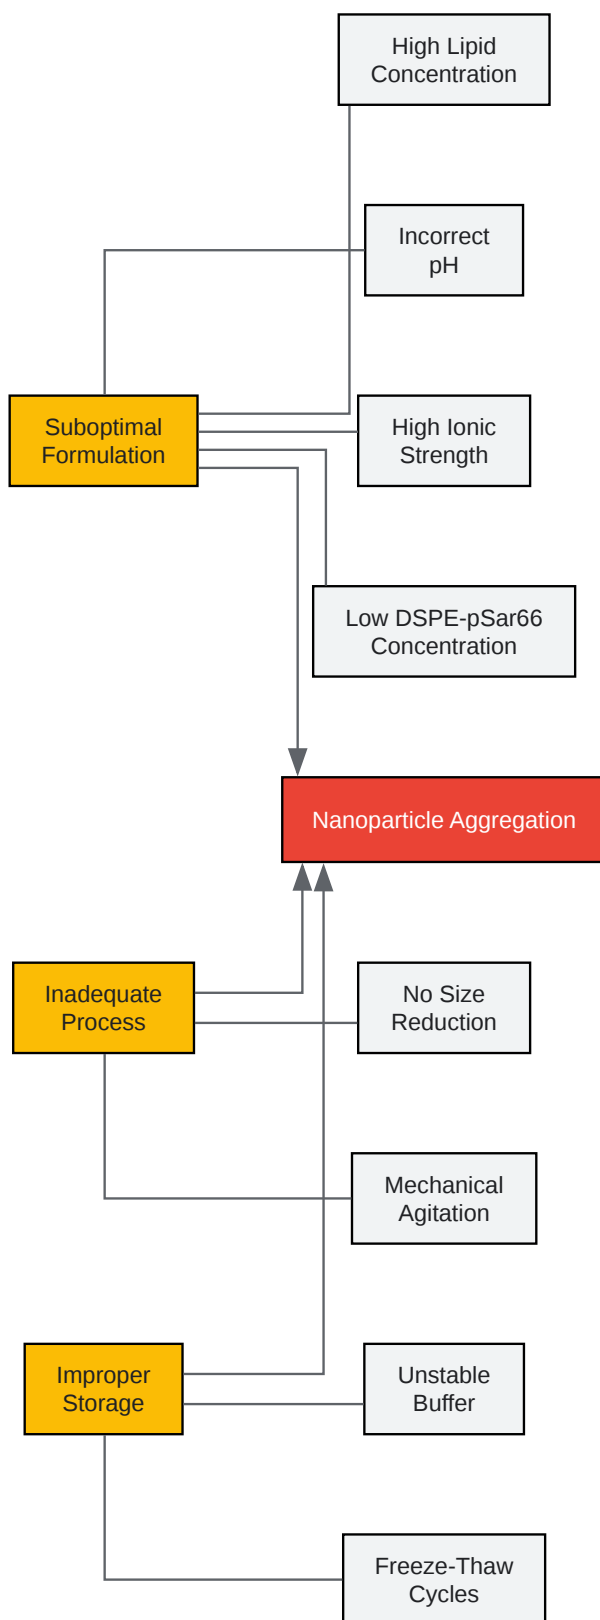 High Lipid
Concentration
Incorrect
pH
Suboptimal
Formulation
High Ionic
Strength
Low DSPE-pSar66
Concentration
Nanoparticle Aggregation
Inadequate
Process
No Size
Reduction
Mechanical
Agitation
Improper
Storage
Unstable
Buffer
Freeze-Thaw
Cycles